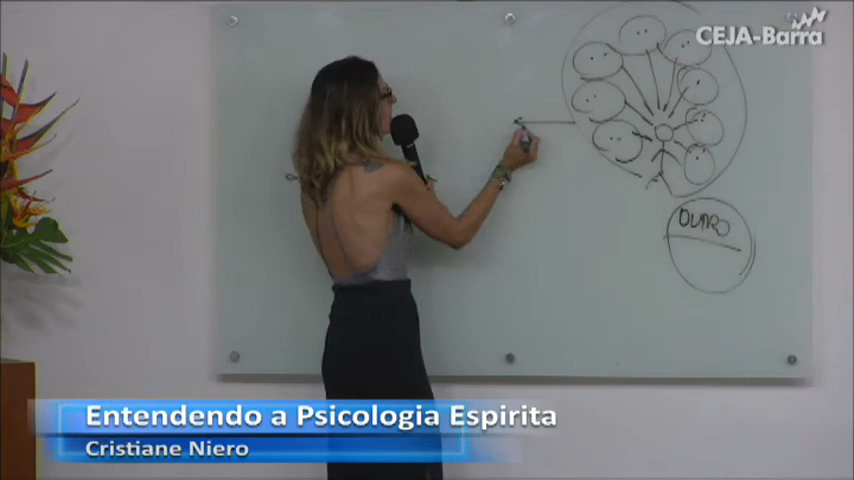 CEJA-Barra
OUTRO
Entendendo a Psicologia Espirita
Cristiane Niero